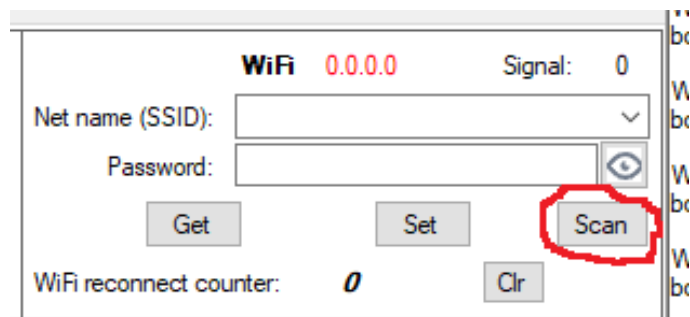 WiFi 0.0.0.0 Signal: 0
Net name (SSID):
Password:
Get Set Scan
WiFi reconnect counter: 0 Clr